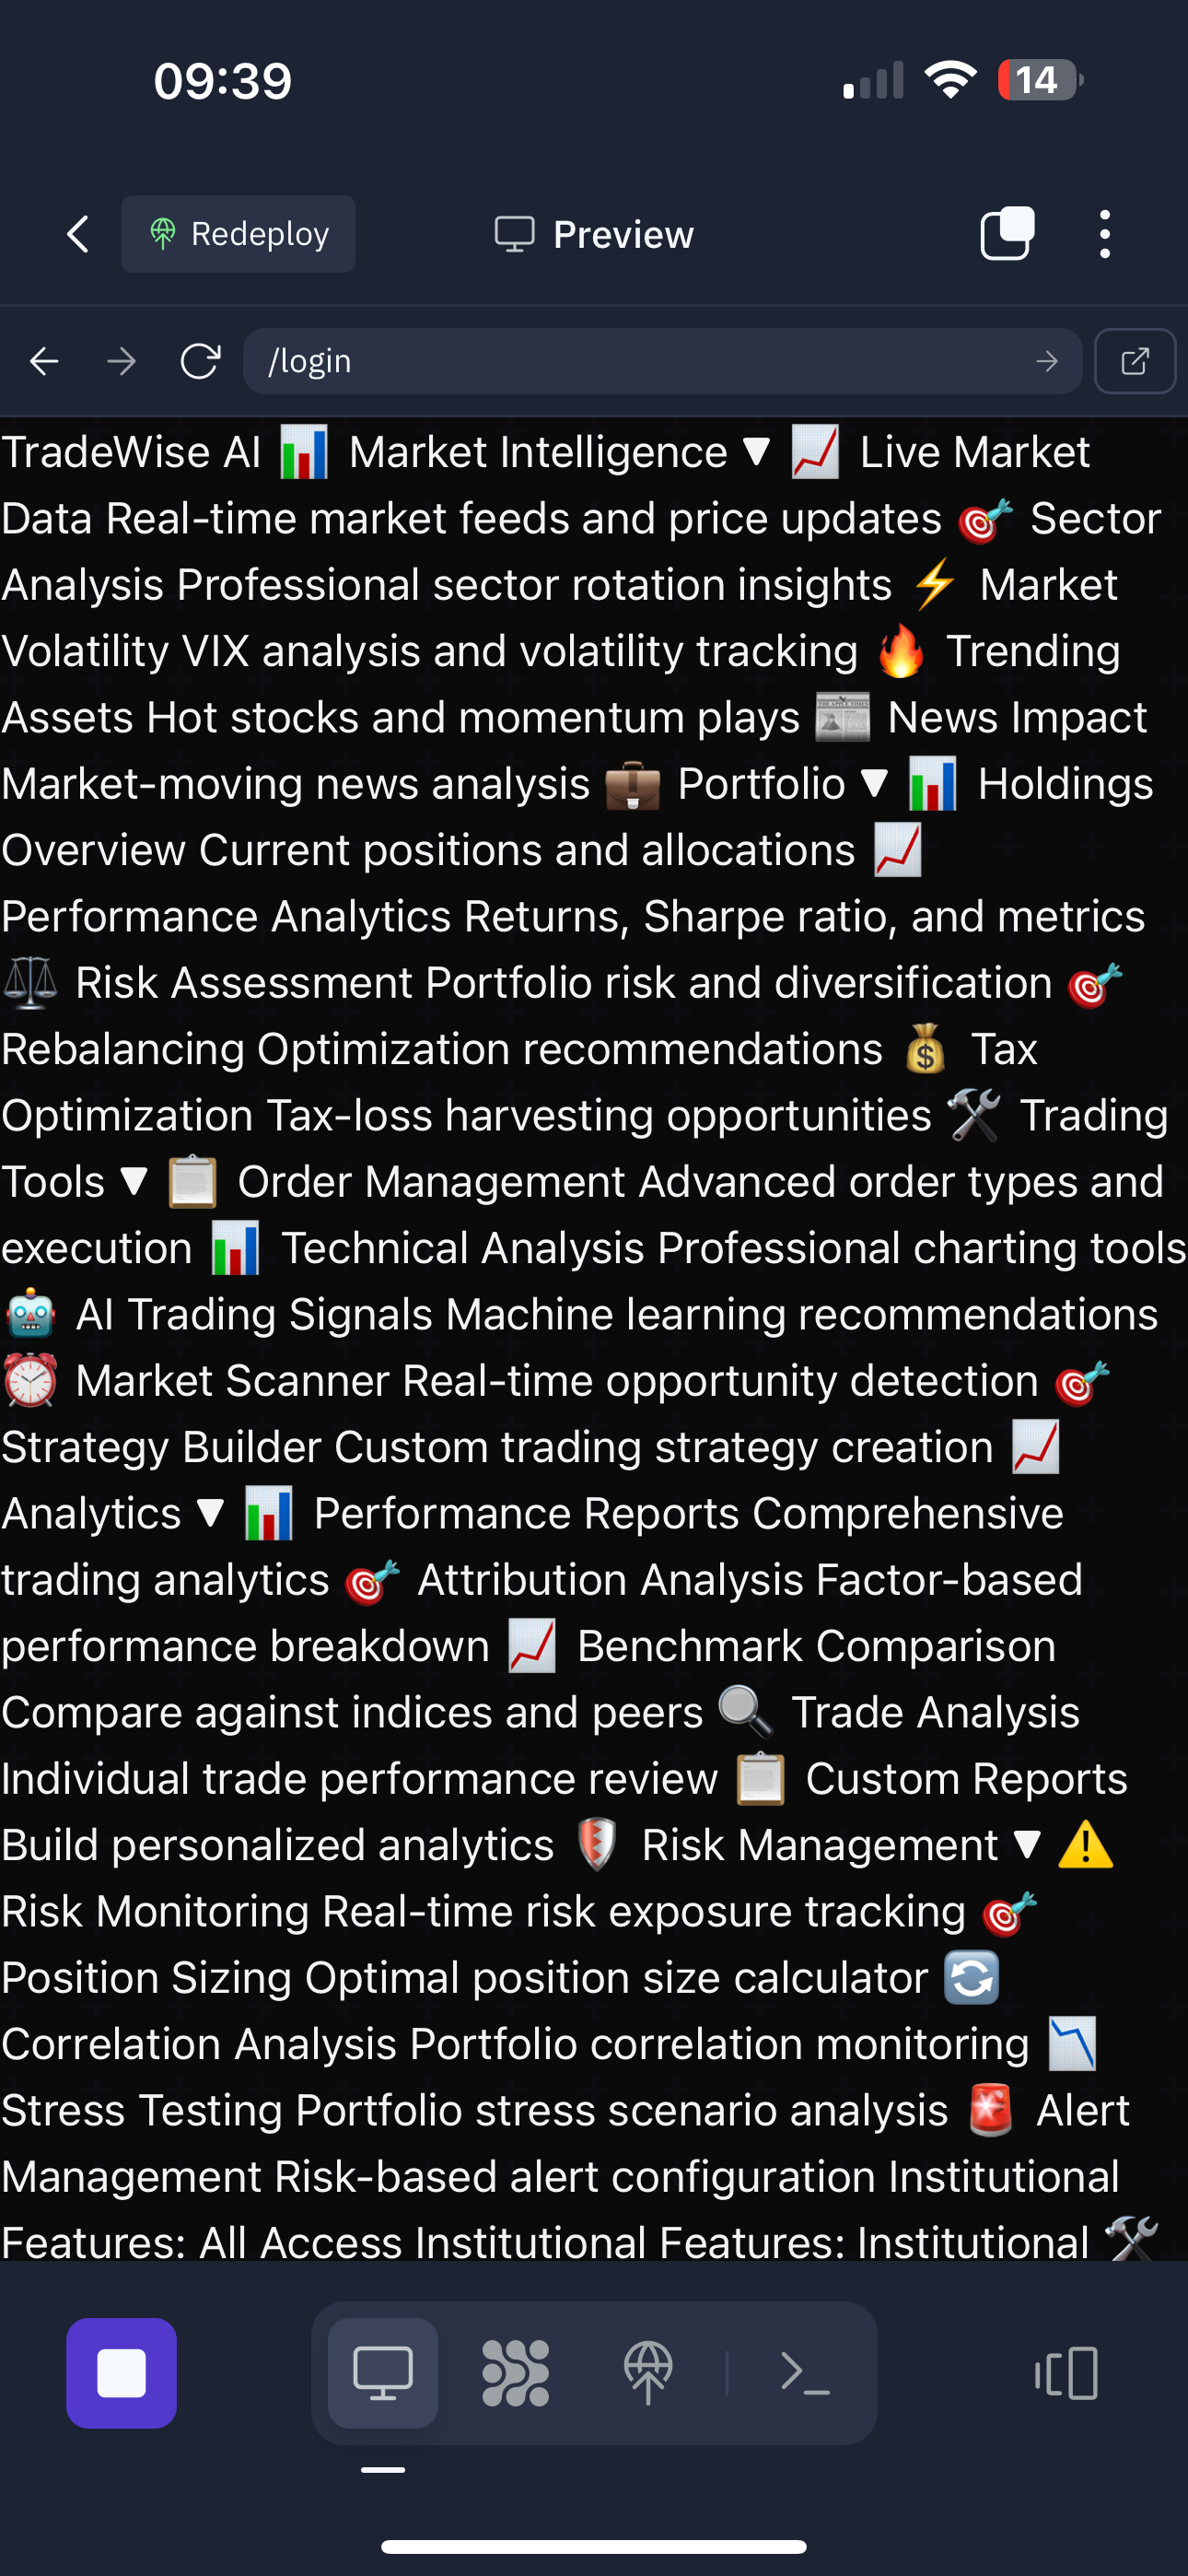 09:39
14
Redeploy
Preview
/login
TradeWise AI 📊 Market Intelligence ▼ 📈 Live Market
Data Real-time market feeds and price updates 🎯 Sector
Analysis Professional sector rotation insights ⚡ Market
Volatility VIX analysis and volatility tracking 🔥 Trending
Assets Hot stocks and momentum plays 📰 News Impact
Market-moving news analysis 💼 Portfolio ▼ 📊 Holdings
Overview Current positions and allocations 📈
Performance Analytics Returns, Sharpe ratio, and metrics
⚖️ Risk Assessment Portfolio risk and diversification 🎯
Rebalancing Optimization recommendations 💰 Tax
Optimization Tax-loss harvesting opportunities 🛠️ Trading
Tools ▼ 📋 Order Management Advanced order types and
execution 📊 Technical Analysis Professional charting tools
🤖 AI Trading Signals Machine learning recommendations
⏰ Market Scanner Real-time opportunity detection 🎯
Strategy Builder Custom trading strategy creation 📈
Analytics ▼ 📊 Performance Reports Comprehensive
trading analytics 🎯 Attribution Analysis Factor-based
performance breakdown 📈 Benchmark Comparison
Compare against indices and peers 🔍 Trade Analysis
Individual trade performance review 📋 Custom Reports
Build personalized analytics 🛡️ Risk Management ▼ ⚠️
Risk Monitoring Real-time risk exposure tracking 🎯
Position Sizing Optimal position size calculator 🔄
Correlation Analysis Portfolio correlation monitoring 📉
Stress Testing Portfolio stress scenario analysis 🚨 Alert
Management Risk-based alert configuration Institutional
Features: All Access Institutional Features: Institutional 🛠️